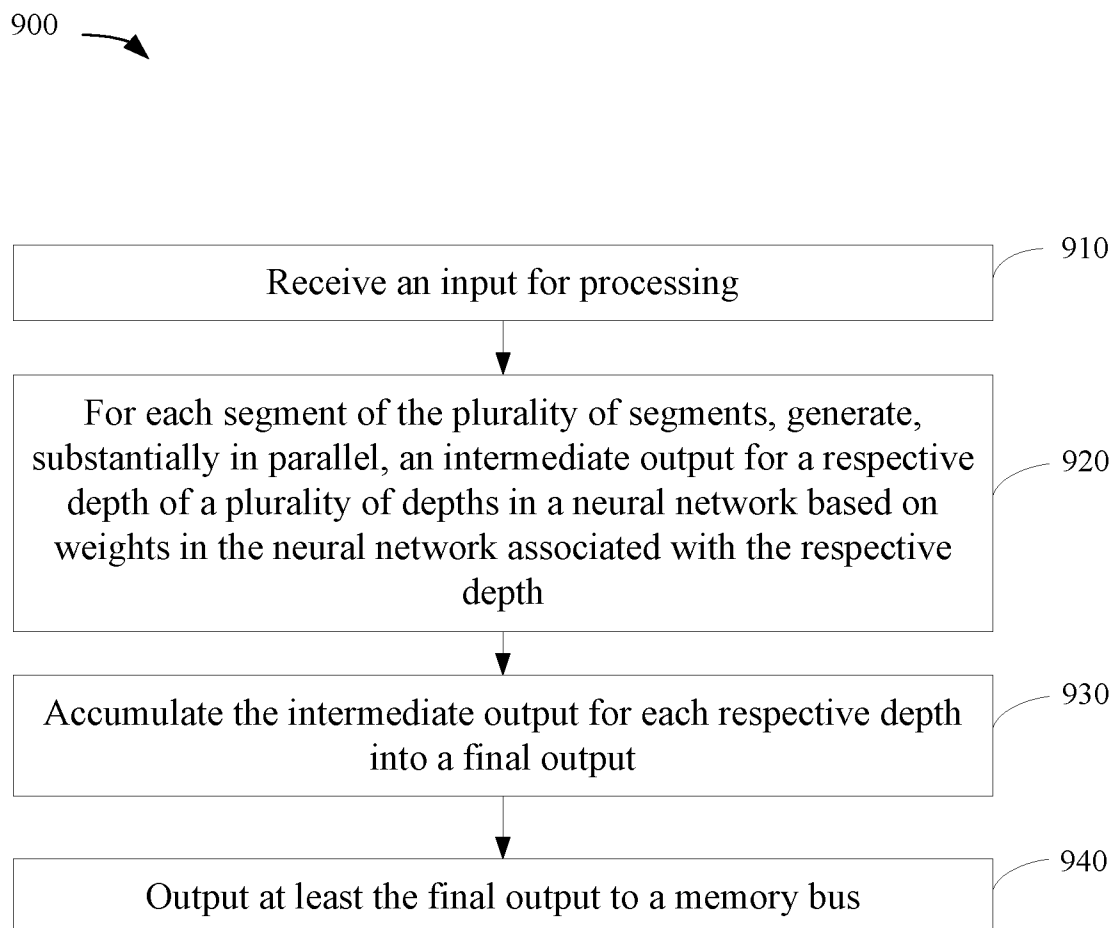 900
910
Receive an input for processing
For each segment of the plurality of segments, generate,
substantially in parallel, an intermediate output for a respective
depth of a plurality of depths in a neural network based on
weights in the neural network associated with the respective
depth
920
Accumulate the intermediate output for each respective depth
into a final output
930
Output at least the final output to a memory bus
940